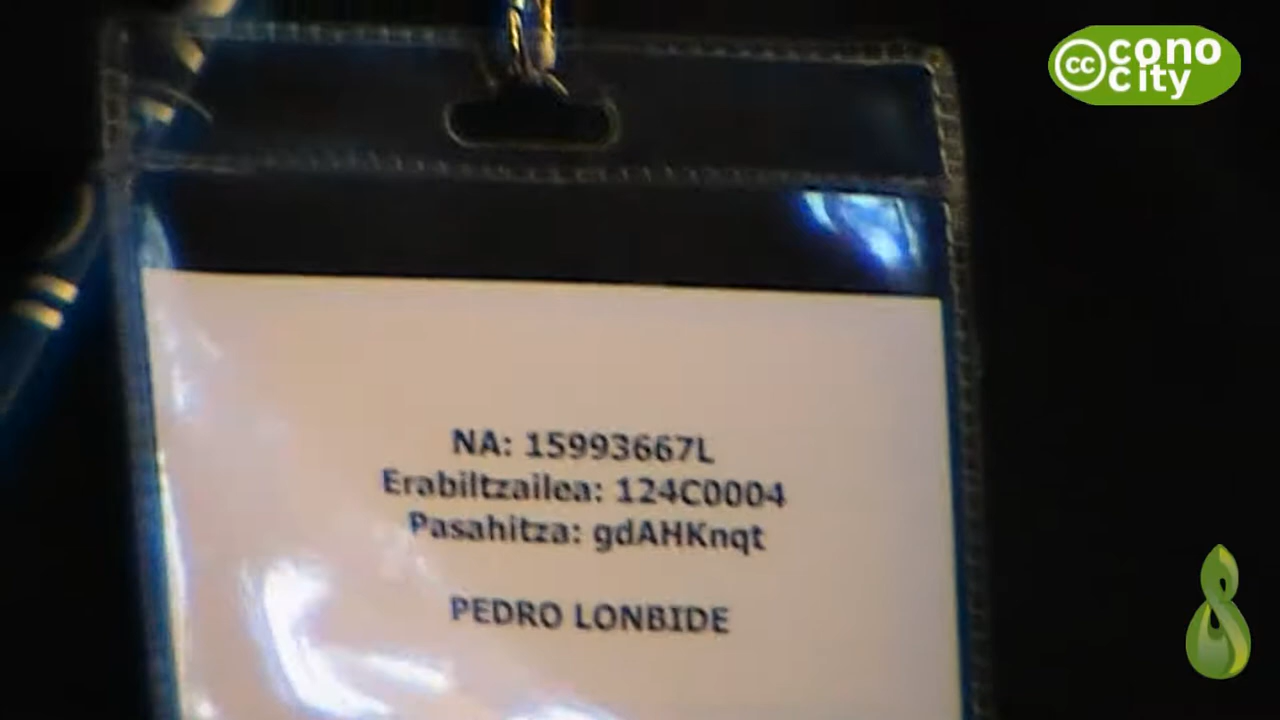 cc cono
city
NA: 15993667L
Erabiltzailea: 124C0004
Pasahitza: gdAHKnqt
PEDRO LONBIDE